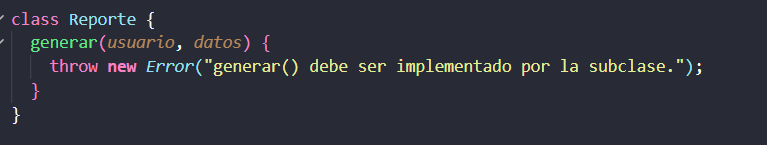 class Reporte {
generar(usuario, datos) {
throw new Error("generar() debe ser implementado por la subclase.");
}
}